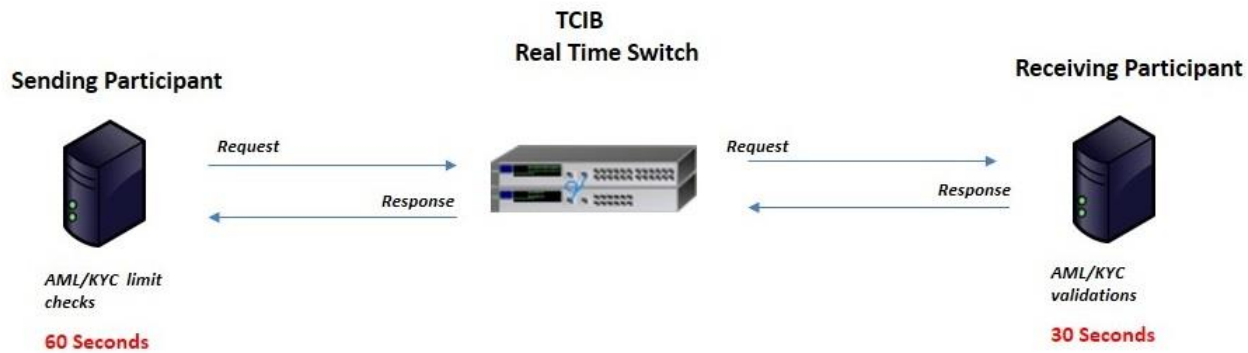 TCIB
Real Time Switch
Sending Participant
Receiving Participant
Request
Request
Response
Response
AML/KYC limit
checks
AML/KYC
validations
60 Seconds
30 Seconds